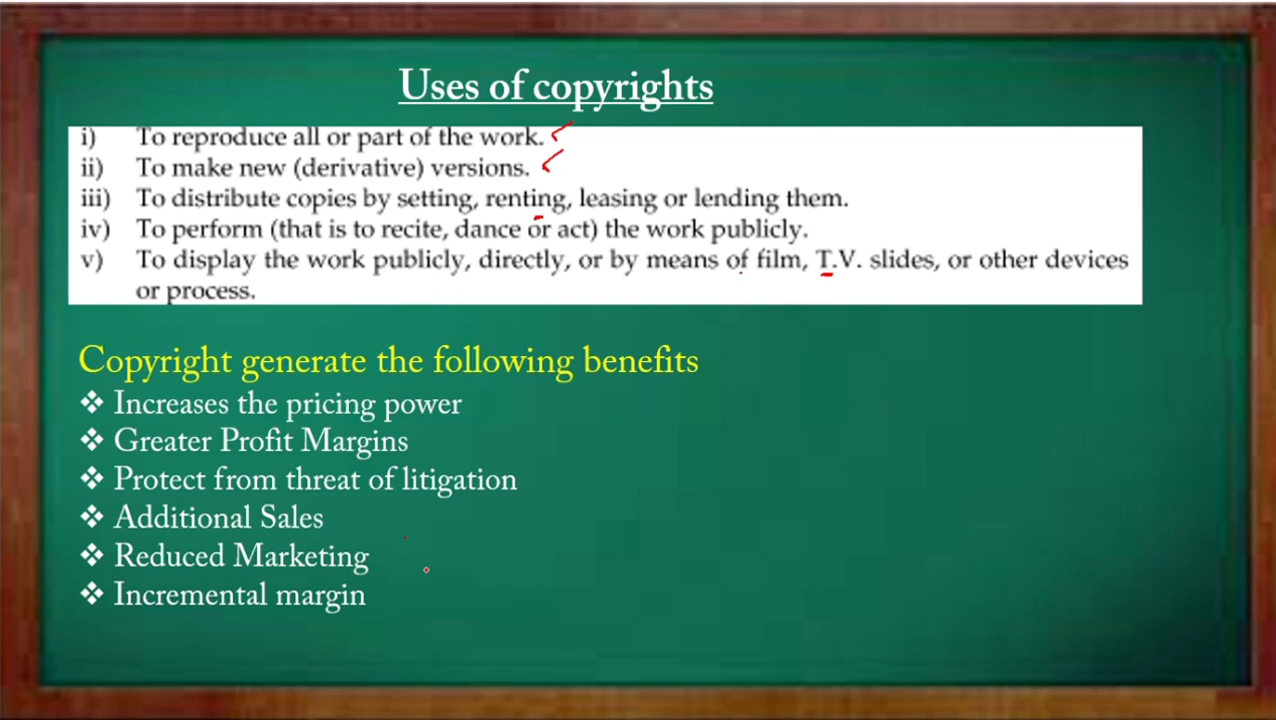 Uses of copyrights
i) To reproduce all or part of the work.
ii) To make new (derivative) versions.
iii) To distribute copies by setting, renting, leasing or lending them.
iv) To perform (that is to recite, dance or act) the work publicly.
v) To display the work publicly, directly, or by means of film, T.V. slides, or other devices
or process.
Copyright generate the following benefits
❖ Increases the pricing power
❖ Greater Profit Margins
❖ Protect from threat of litigation
❖ Additional Sales
❖ Reduced Marketing
❖ Incremental margin